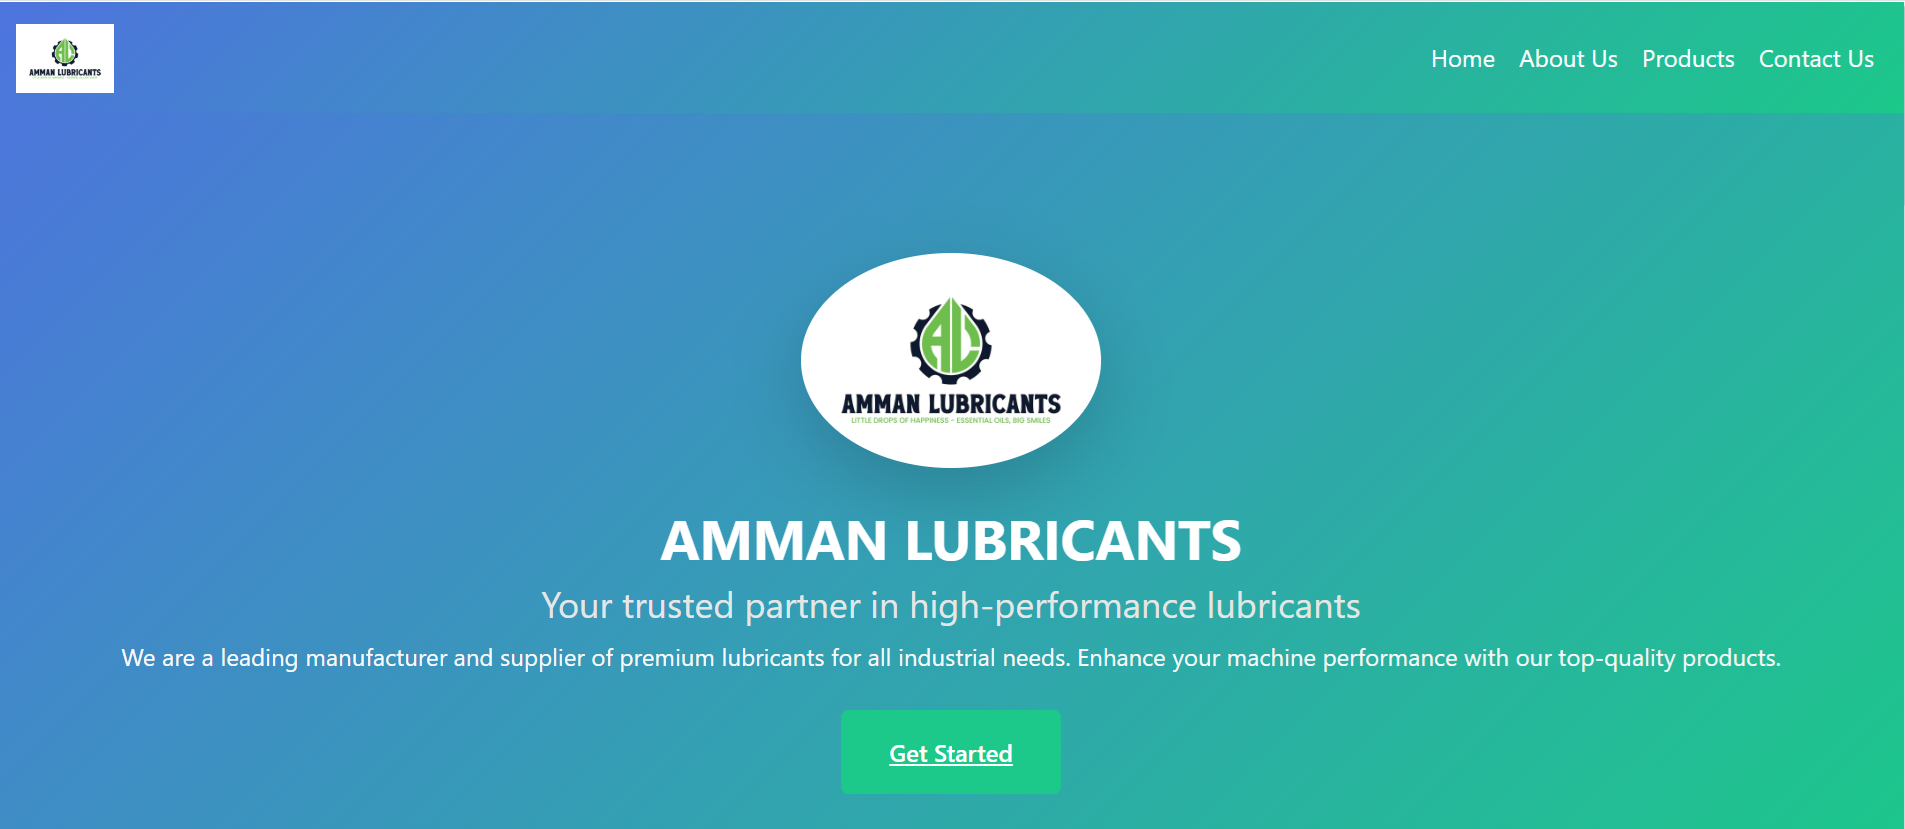 AMMAN LUBRICANTS
Home About Us Products Contact Us
AL
AMMAN LUBRICANTS
LITTLE DROPS OF HAPPINESS - ESSENTIAL OILS, BIG SMILES
AMMAN LUBRICANTS
Your trusted partner in high-performance lubricants
We are a leading manufacturer and supplier of premium lubricants for all industrial needs. Enhance your machine performance with our top-quality products.
Get Started